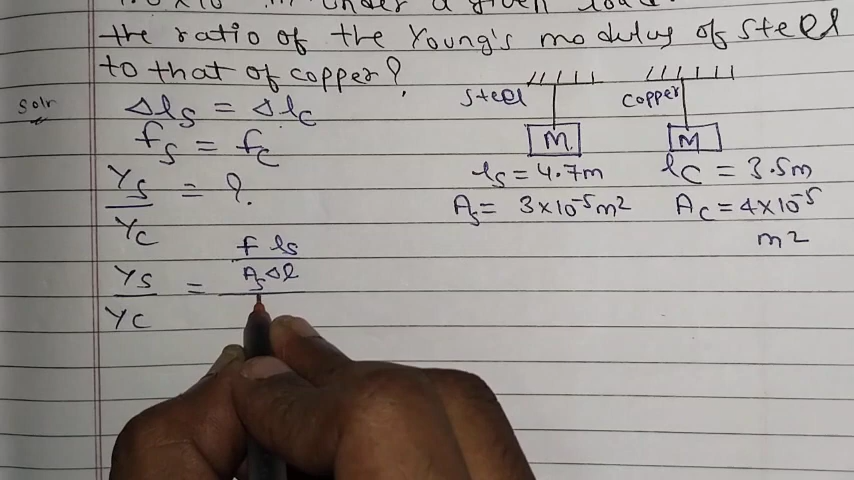 the ratio of the Young's modulus of steel
to that of copper?
Soln
Δls = Δlc
fs = fc
Ys/Yc = ?
Ys/Yc = f ls/As Δl
steel copper
M. M
ls = 4.7m lc = 3.5m
As = 3×10⁻⁵m² Ac = 4×10⁻⁵
m²